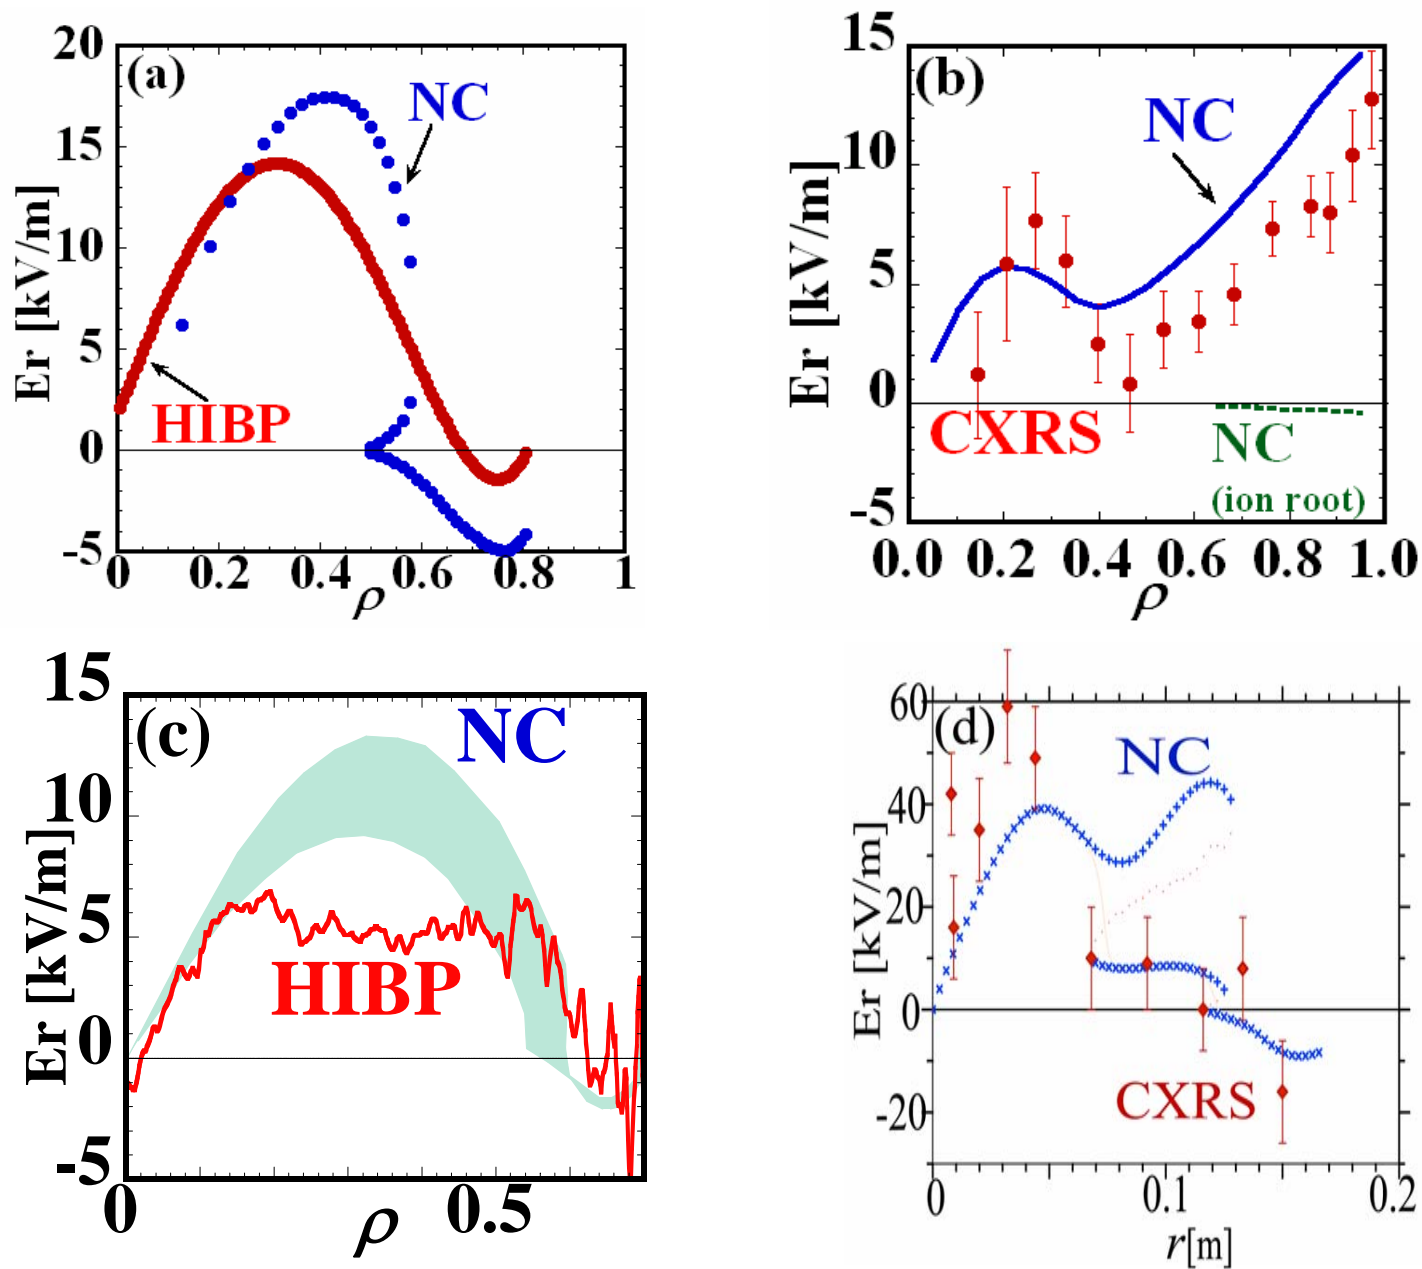 (a)
20
15
10
5
0
-5
Er [kV/m]
NC
HIBP
0 0.2 0.4 0.6 0.8 1
ρ
(b)
15
10
5
0
-5
Er [kV/m]
NC
CXRS
NC
(ion root)
0.0 0.2 0.4 0.6 0.8 1.0
ρ
(c)
15
10
5
0
-5
Er [kV/m]
NC
HIBP
0 0.5
ρ
(d)
60
40
20
0
-20
Er [kV/m]
NC
CXRS
0 0.1 0.2
r[m]